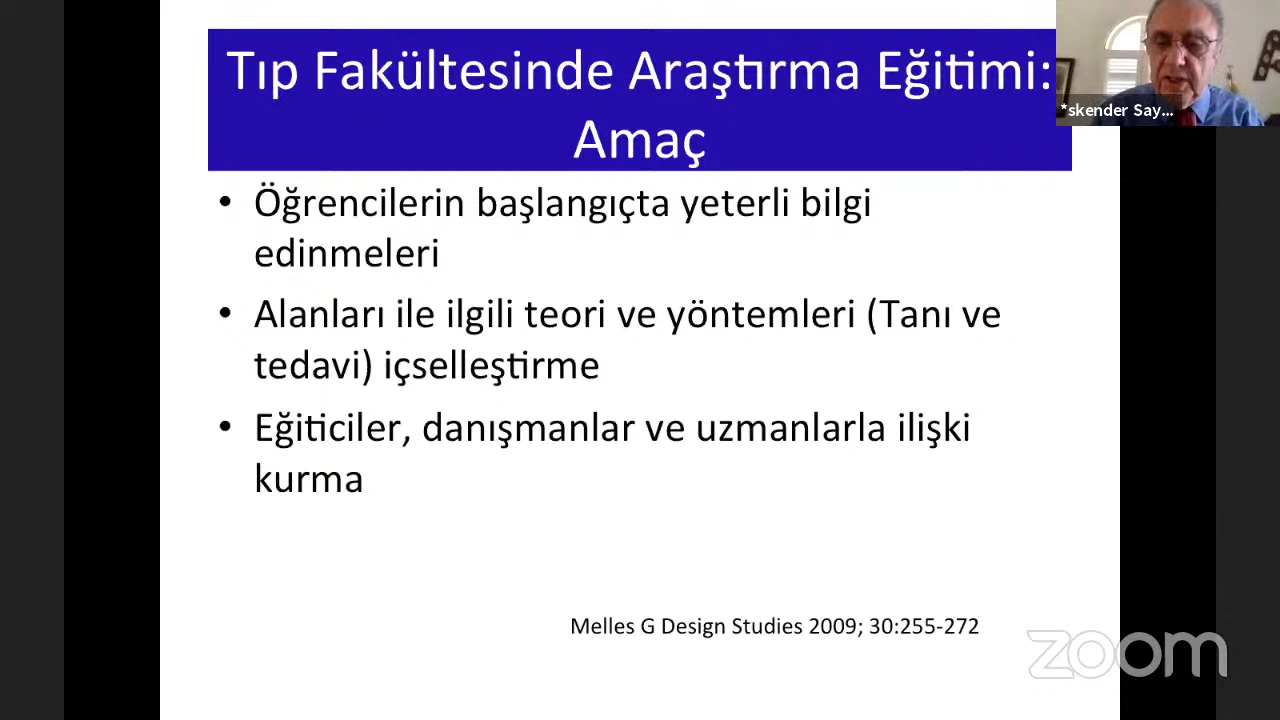 Tıp Fakültesinde Araştırma Eğitimi:
Amaç
*skender Say...
• Öğrencilerin başlangıçta yeterli bilgi
edinmeleri
• Alanları ile ilgili teori ve yöntemleri (Tanı ve
tedavi) içselleştirme
• Eğiticiler, danışmanlar ve uzmanlarla ilişki
kurma
Melles G Design Studies 2009; 30:255-272
zoom